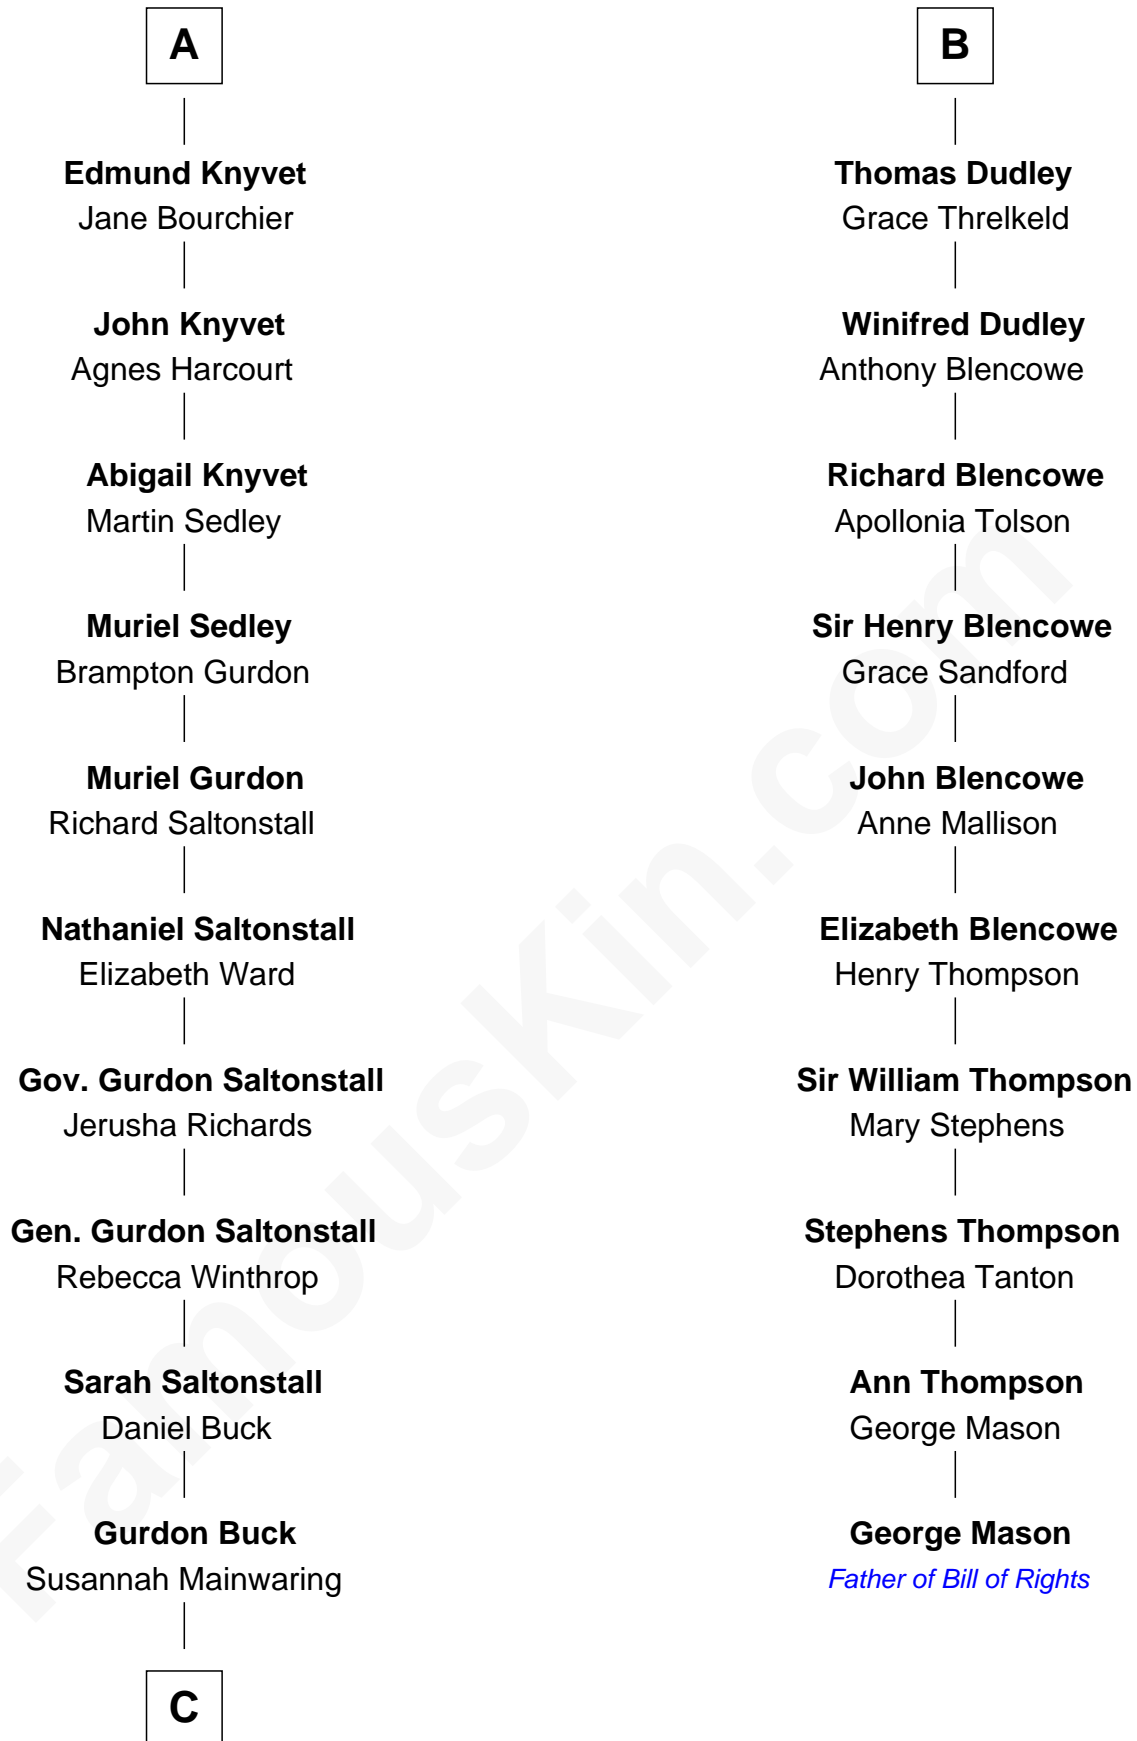 A
Edmund Knyvet
Jane Bourchier
John Knyvet
Agnes Harcourt
Abigail Knyvet
Martin Sedley
Muriel Sedley
Brampton Gurdon
Muriel Gurdon
Richard Saltonstall
Nathaniel Saltonstall
Elizabeth Ward
Gov. Gurdon Saltonstall
Jerusha Richards
Gen. Gurdon Saltonstall
Rebecca Winthrop
Sarah Saltonstall
Daniel Buck
Gurdon Buck
Susannah Mainwaring
C
B
Thomas Dudley
Grace Threlkeld
Winifred Dudley
Anthony Blencowe
Richard Blencowe
Apollonia Tolson
Sir Henry Blencowe
Grace Sandford
John Blencowe
Anne Mallison
Elizabeth Blencowe
Henry Thompson
Sir William Thompson
Mary Stephens
Stephens Thompson
Dorothea Tanton
Ann Thompson
George Mason
George Mason
Father of Bill of Rights
FamousKin.com